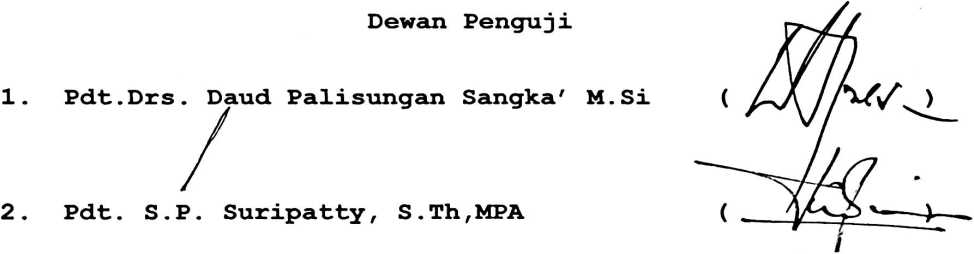 Dewan Penguji
1. Pdt.Drs. Daud Palisungan Sangka’ M.Si ( )
2. Pdt. S.P. Suripatty, S.Th,MPA ( )